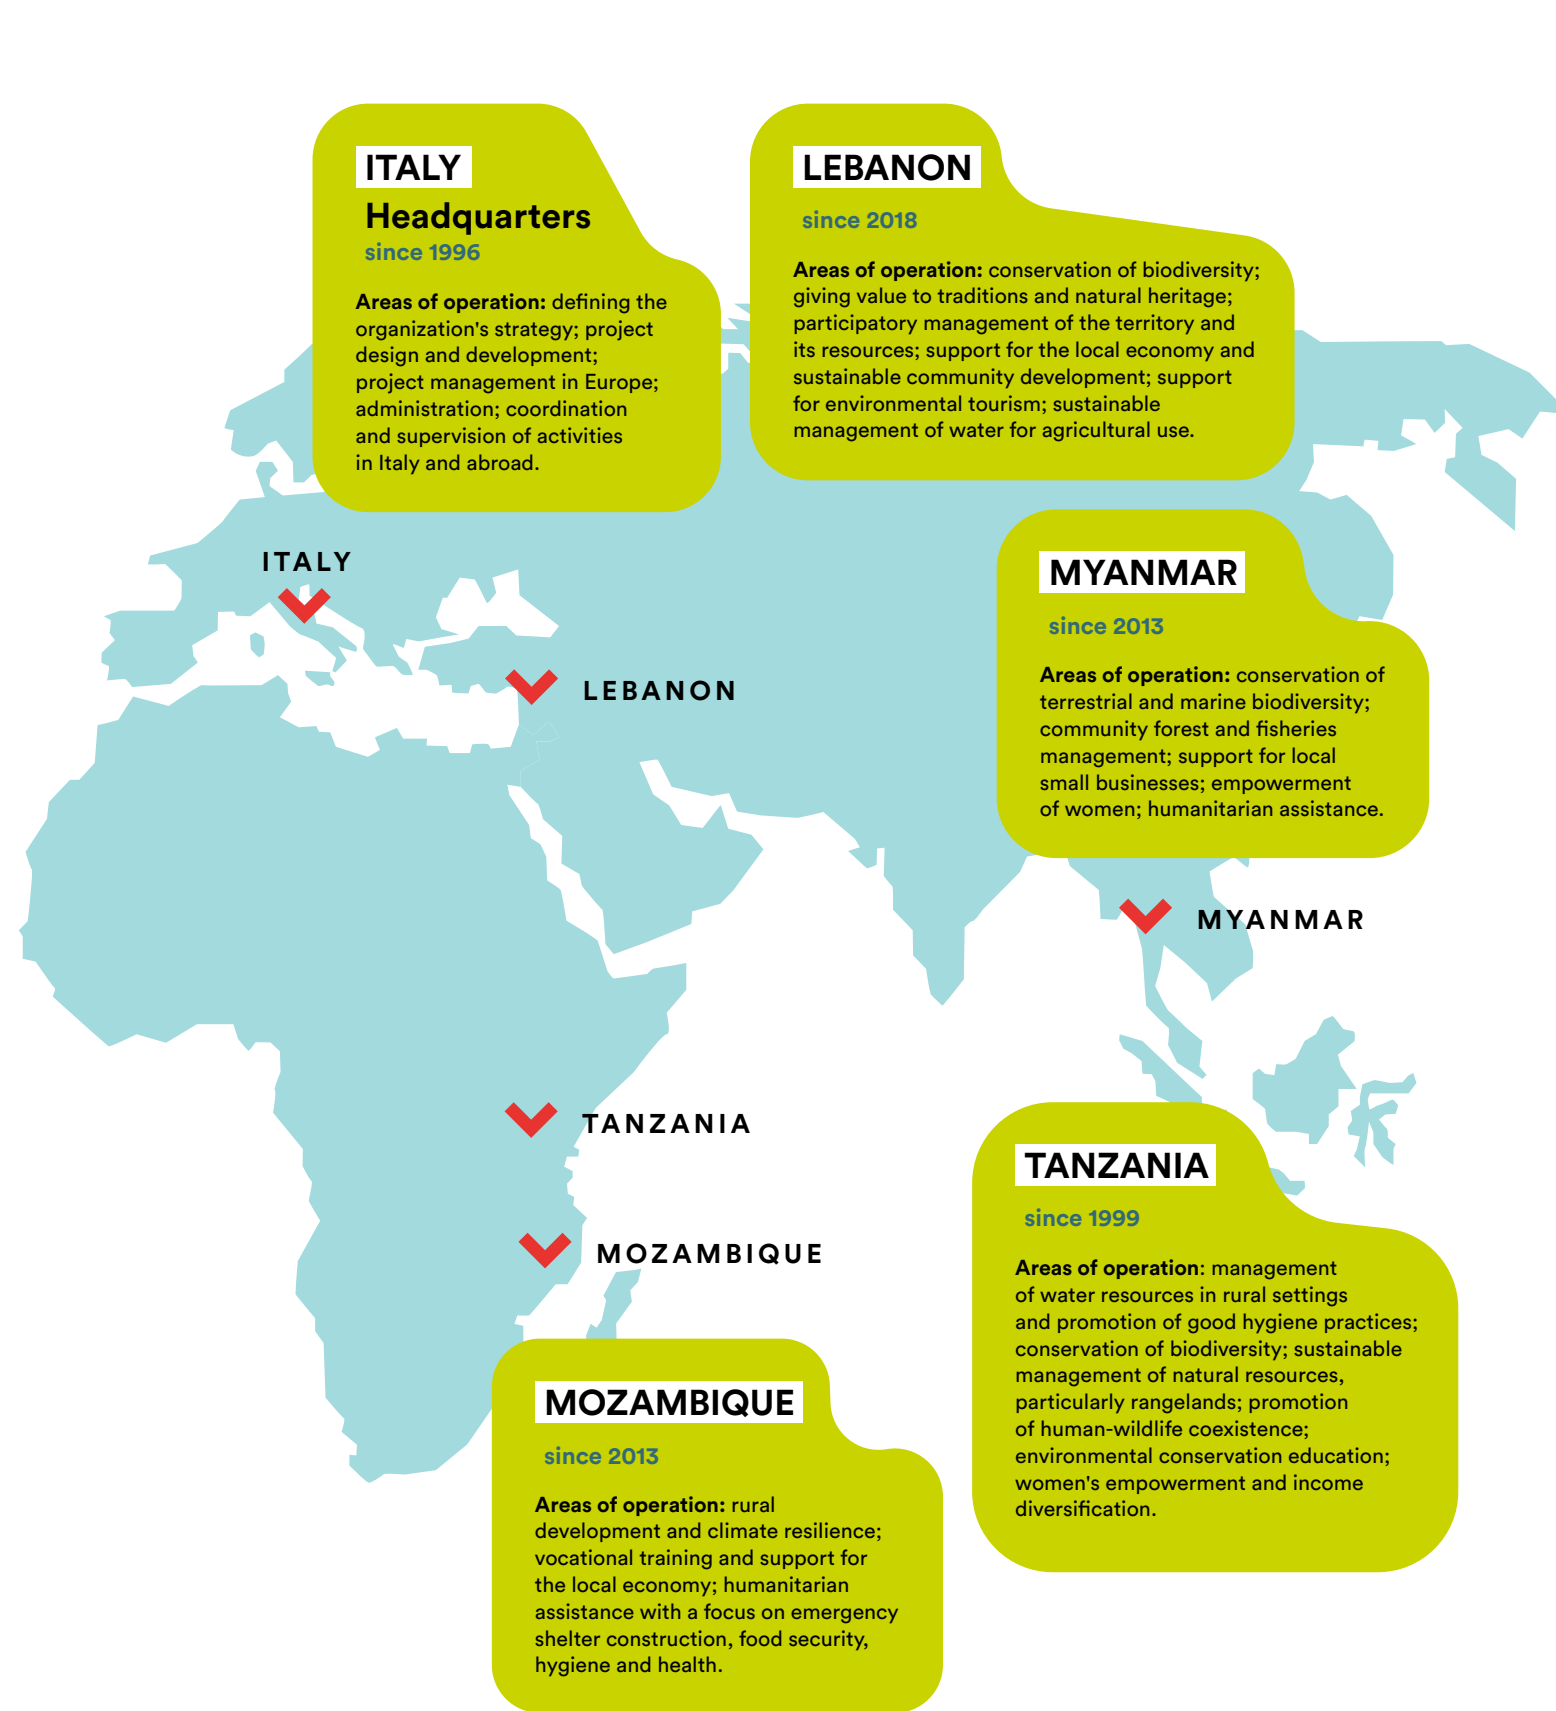 ITALY
Headquarters
since 1996
Areas of operation: defining the
organization's strategy; project
design and development;
project management in Europe;
administration; coordination
and supervision of activities
in Italy and abroad.
LEBANON
since 2018
Areas of operation: conservation of biodiversity;
giving value to traditions and natural heritage;
participatory management of the territory and
its resources; support for the local economy and
sustainable community development; support
for environmental tourism; sustainable
management of water for agricultural use.
MYANMAR
since 2013
Areas of operation: conservation of
terrestrial and marine biodiversity;
community forest and fisheries
management; support for local
small businesses; empowerment
of women; humanitarian assistance.
ITALY
LEBANON
MYANMAR
TANZANIA
MOZAMBIQUE
TANZANIA
since 1999
Areas of operation: management
of water resources in rural settings
and promotion of good hygiene practices;
conservation of biodiversity; sustainable
management of natural resources,
particularly rangelands; promotion
of human-wildlife coexistence;
environmental conservation education;
women's empowerment and income
diversification.
MOZAMBIQUE
since 2013
Areas of operation: rural
development and climate resilience;
vocational training and support for
the local economy; humanitarian
assistance with a focus on emergency
shelter construction, food security,
hygiene and health.